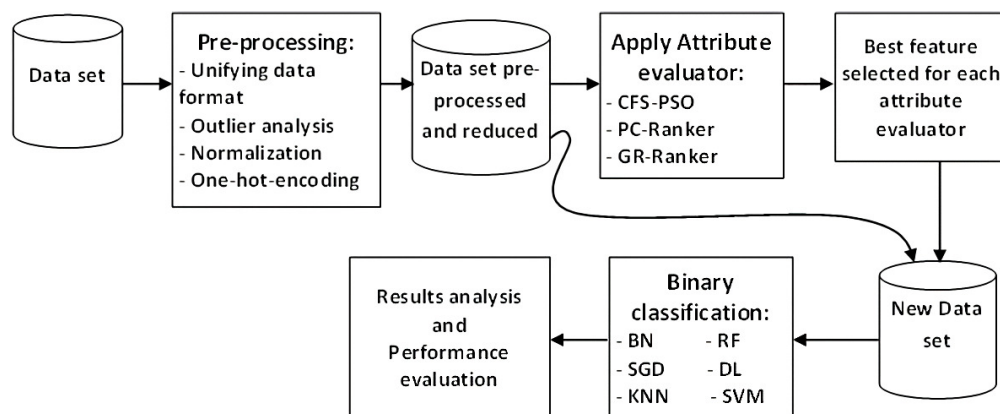 Data set
Pre-processing:
- Unifying data
format
- Outlier analysis
- Normalization
- One-hot-encoding
Data set pre-
processed
and reduced
Apply Attribute
evaluator:
- CFS-PSO
- PC-Ranker
- GR-Ranker
Best feature
selected for each
attribute
evaluator
New Data
set
Binary
classification:
- BN - RF
- SGD - DL
- KNN - SVM
Results analysis
and
Performance
evaluation